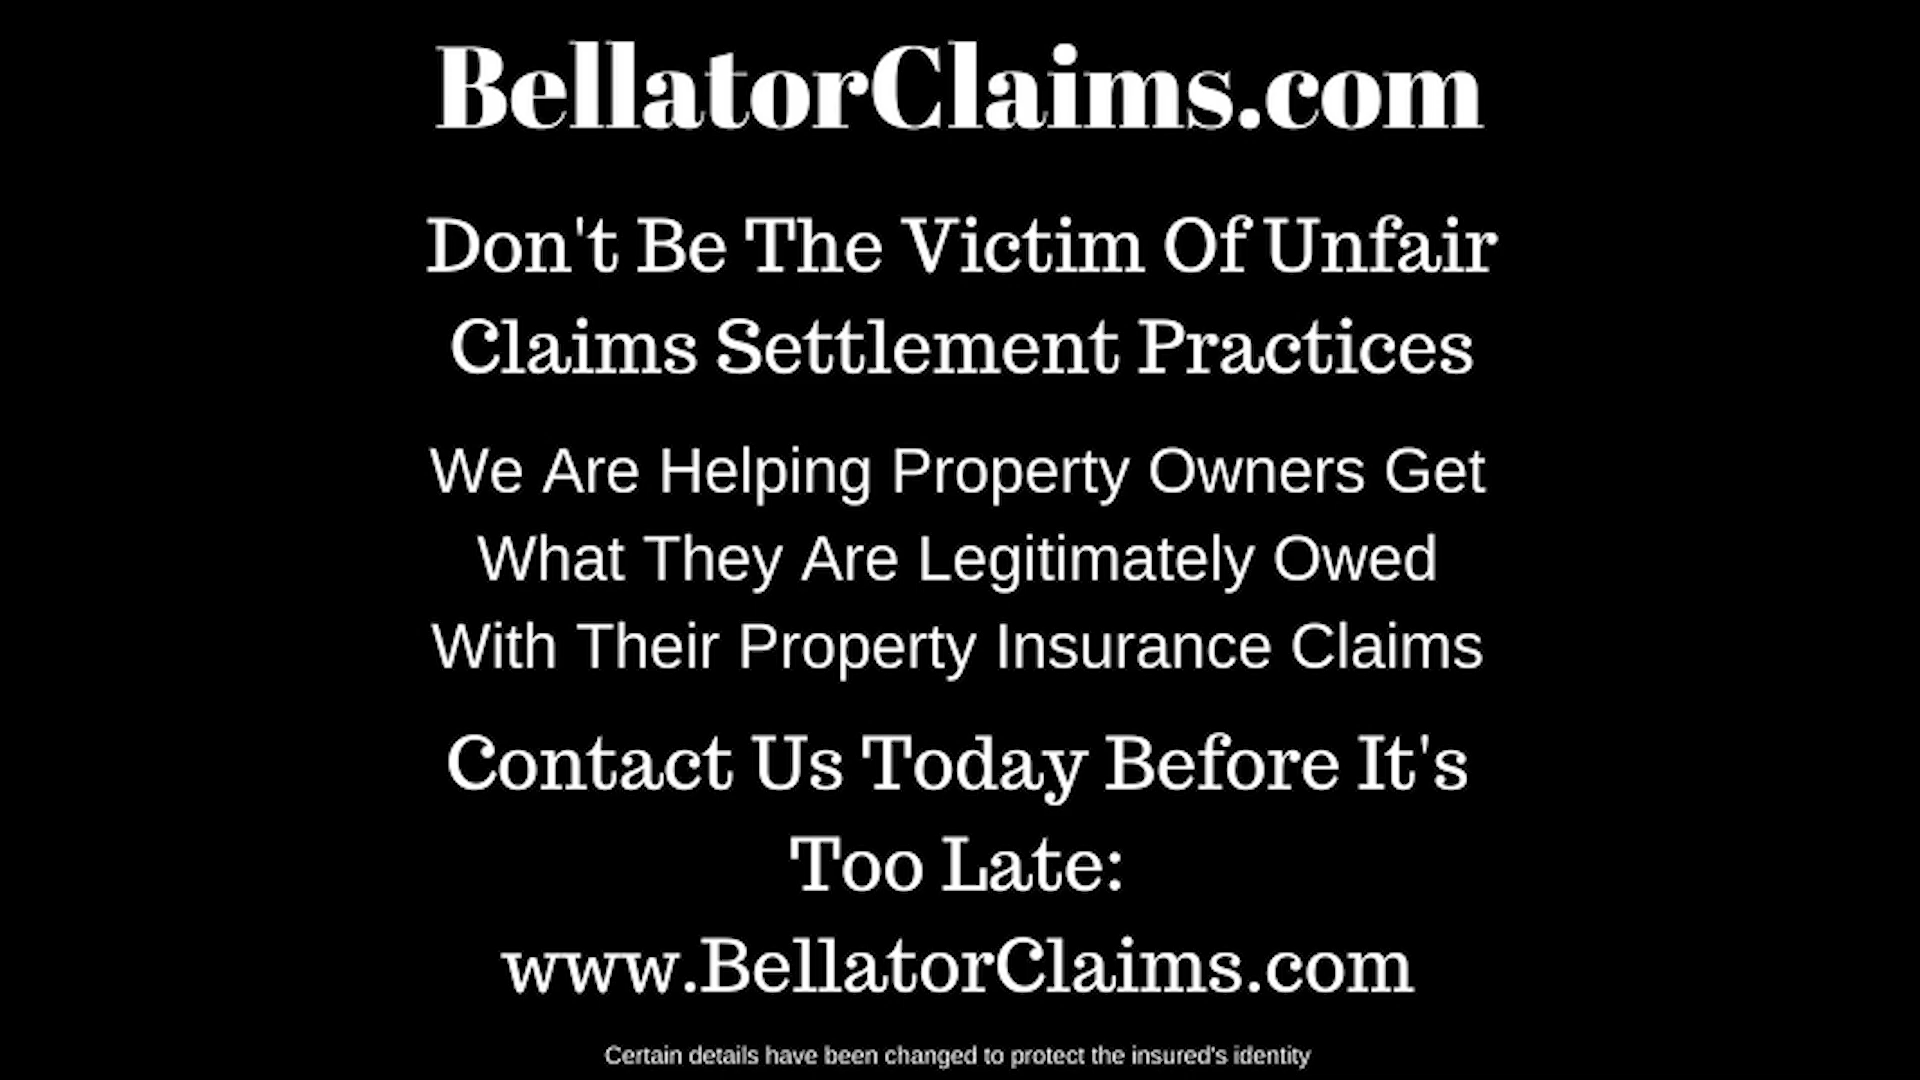 BellatorClaims.com
Don't Be The Victim Of Unfair
Claims Settlement Practices
We Are Helping Property Owners Get
What They Are Legitimately Owed
With Their Property Insurance Claims
Contact Us Today Before It's
Too Late:
www.BellatorClaims.com
Certain details have been changed to protect the insured's identity